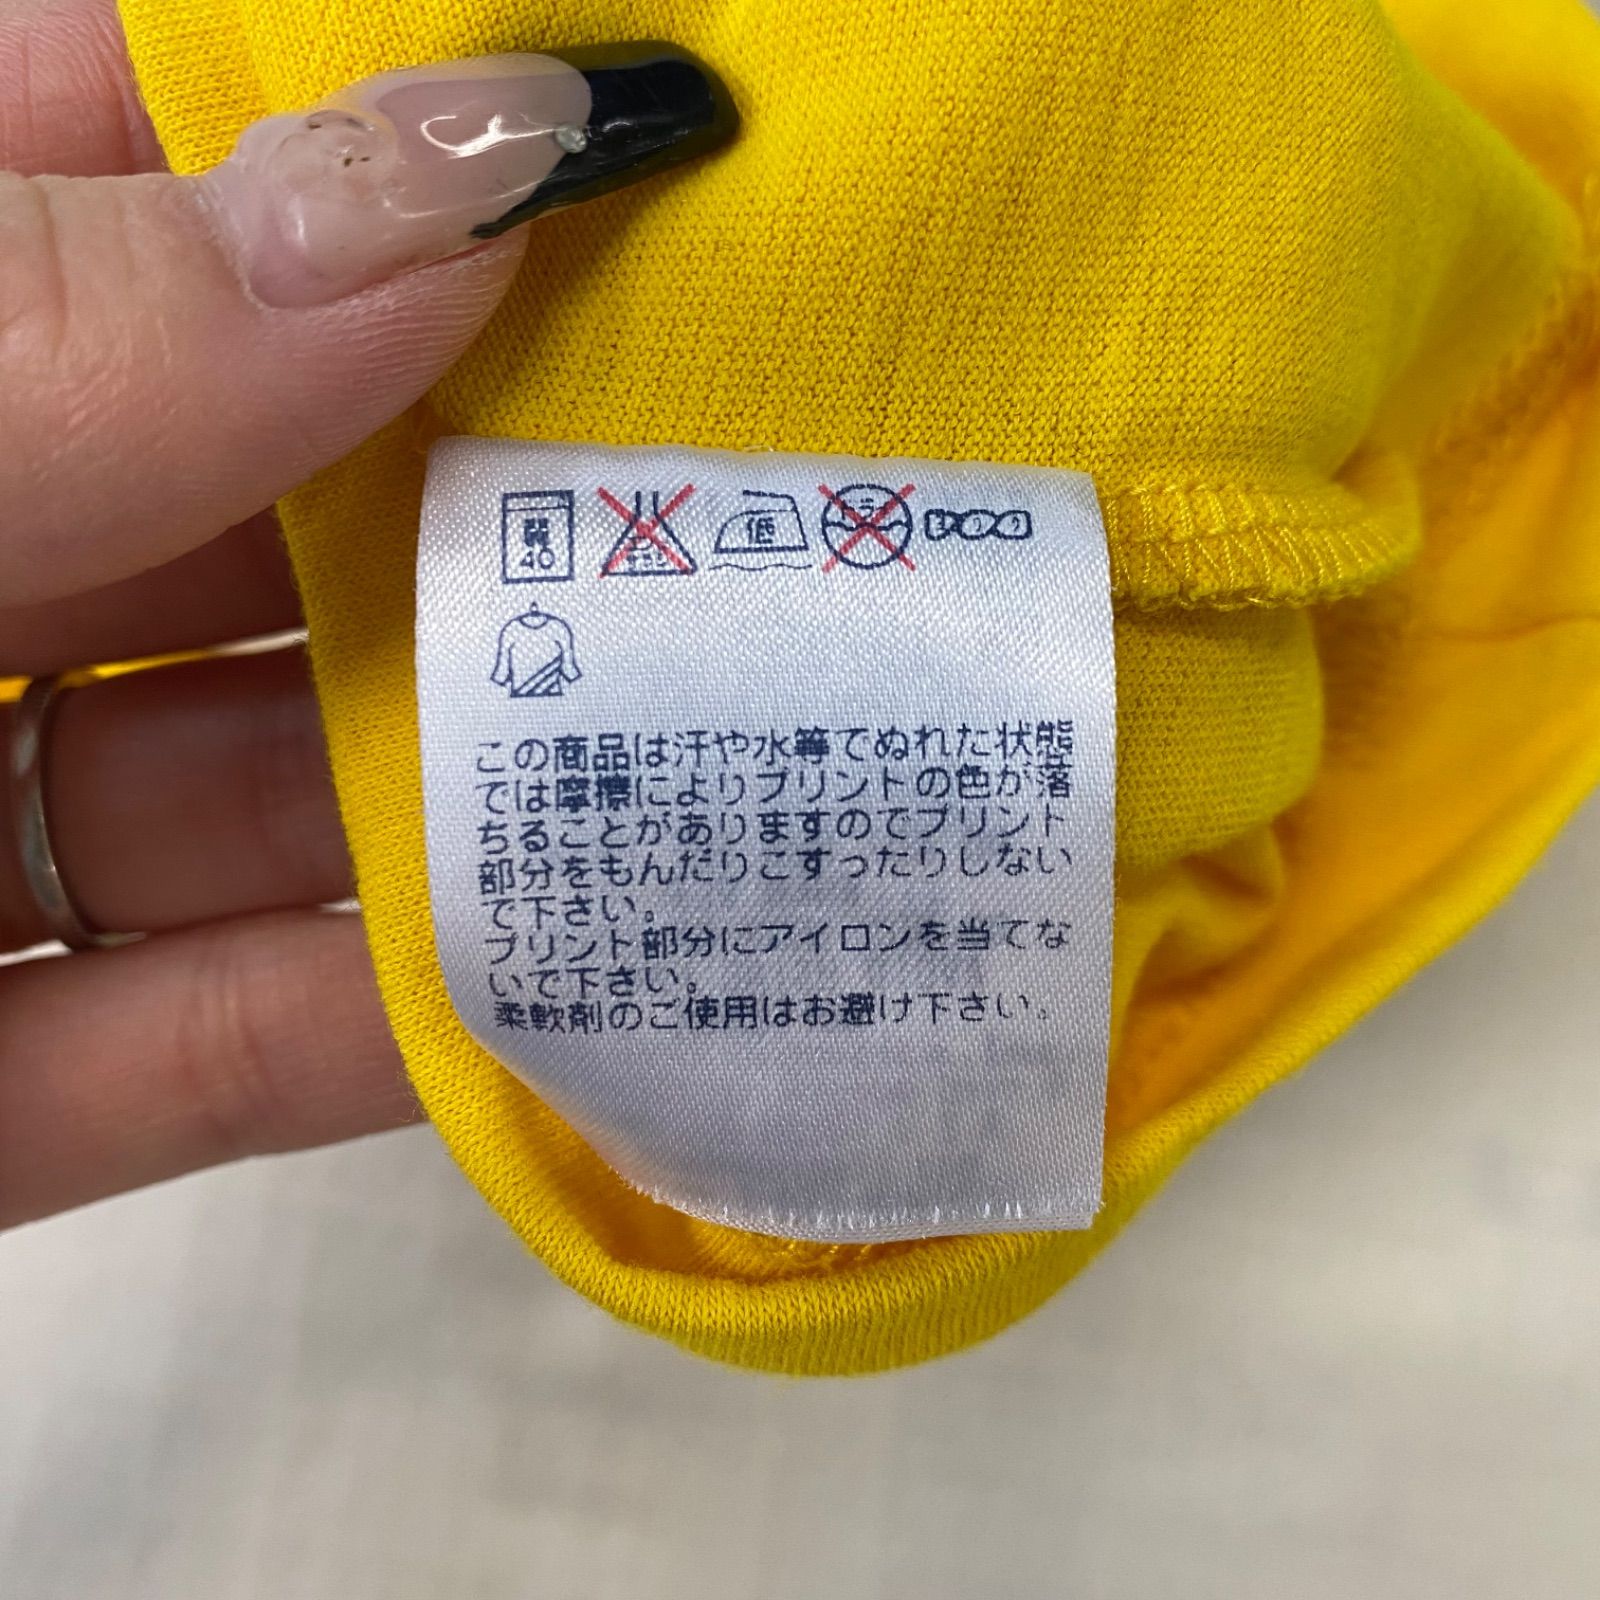 40
低
この商品は汗や水等でぬれた状態
では摩擦によりプリントの色が落
ちることがありますのでプリント
部分をもんだりこすったりしない
で下さい。
プリント部分にアイロンを当てな
いで下さい。
柔軟剤のご使用はお避け下さい。